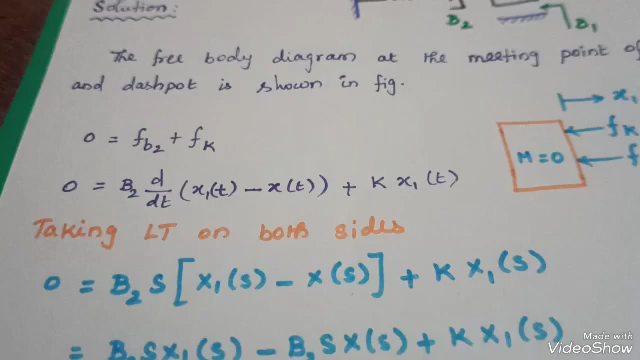 Solution:
B2
B1
The free body diagram at the meeting point of
and dashpot is shown in fig.
x1
0 = fb2 + fK
fK
M = 0
f
0 = B2 d/dt (x1(t) - x(t)) + K x1(t)
Taking LT on both sides
0 = B2 S [X1(s) - X(s)] + K X1(s)
= B2 S X1(s) - B2 S X(s) + K X1(s)
Made with
VideoShow